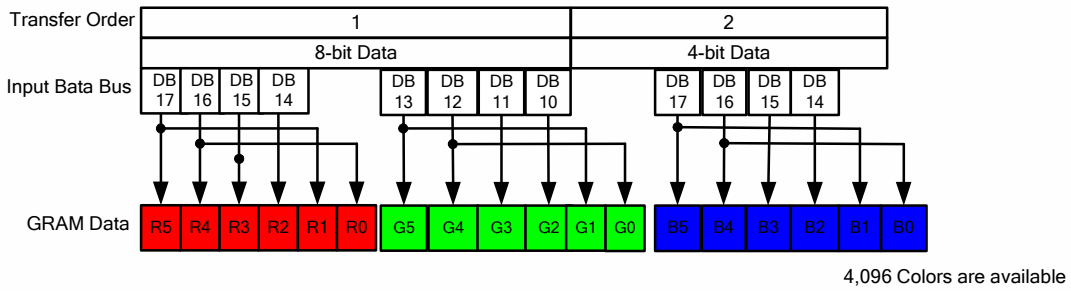 Transfer Order 1 2
8-bit Data 4-bit Data
Input Bata Bus DB 17 DB 16 DB 15 DB 14 DB 13 DB 12 DB 11 DB 10 DB 17 DB 16 DB 15 DB 14
GRAM Data R5 R4 R3 R2 R1 R0 G5 G4 G3 G2 G1 G0 B5 B4 B3 B2 B1 B0
4,096 Colors are available